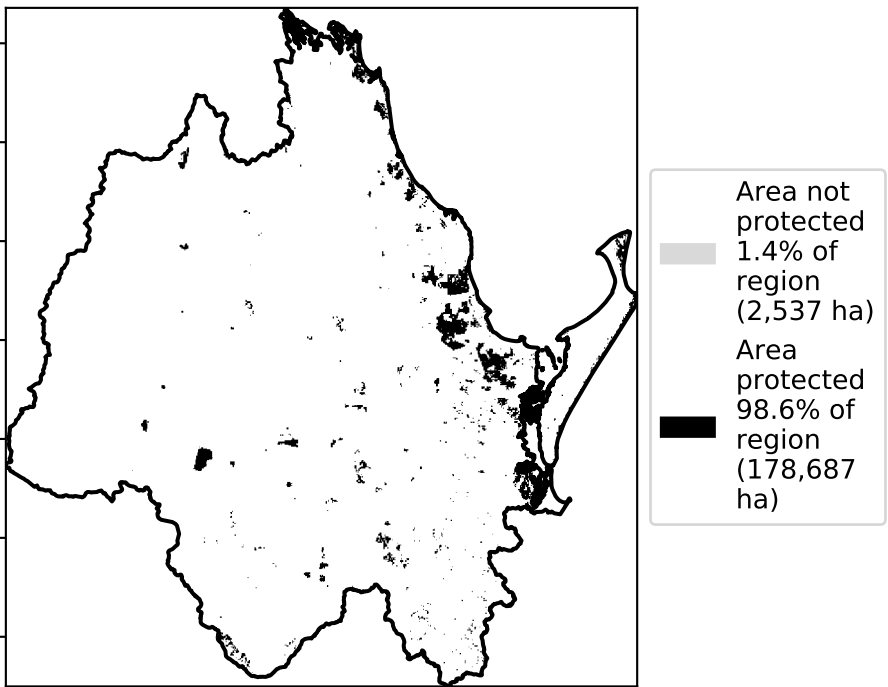 Area not
protected
1.4% of
region
(2,537 ha)
Area
protected
98.6% of
region
(178,687
ha)